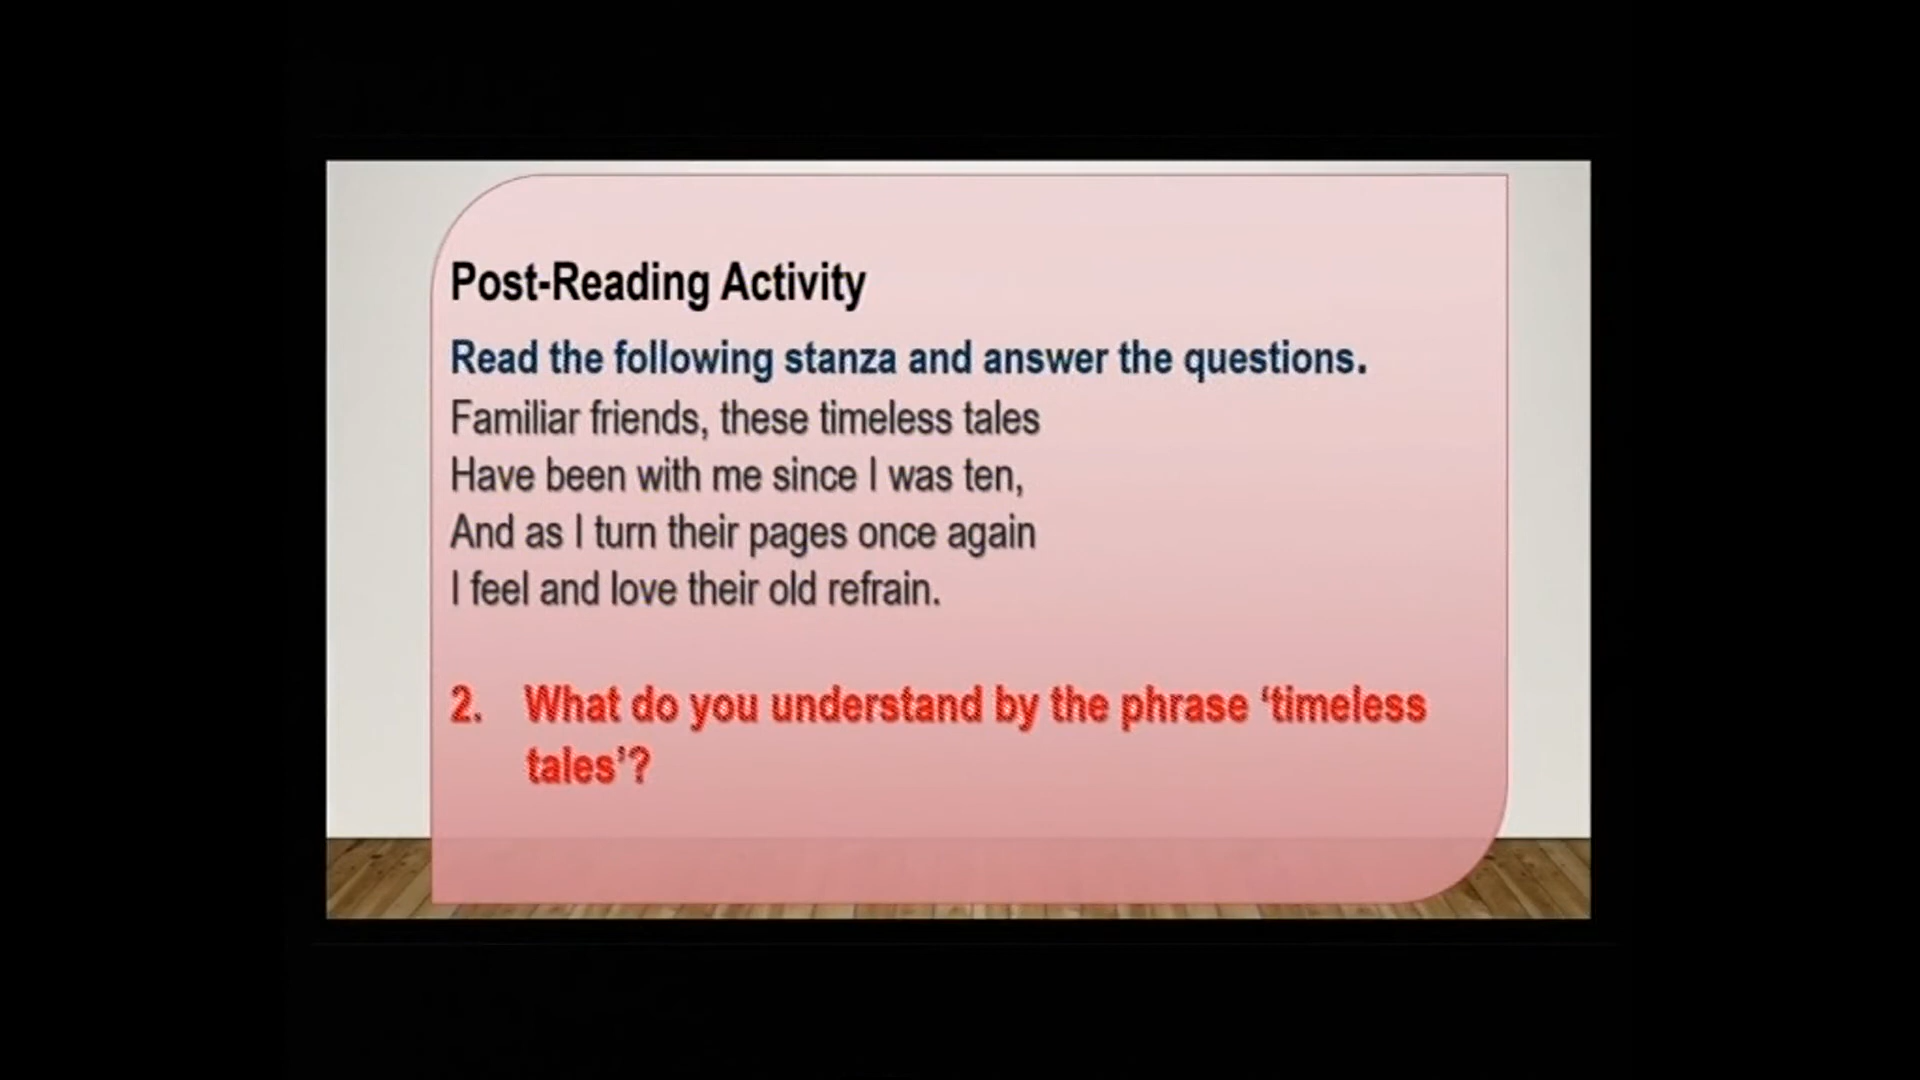 Post-Reading Activity
Read the following stanza and answer the questions.
Familiar friends, these timeless tales
Have been with me since I was ten,
And as I turn their pages once again
I feel and love their old refrain.
2. What do you understand by the phrase ‘timeless
tales’?